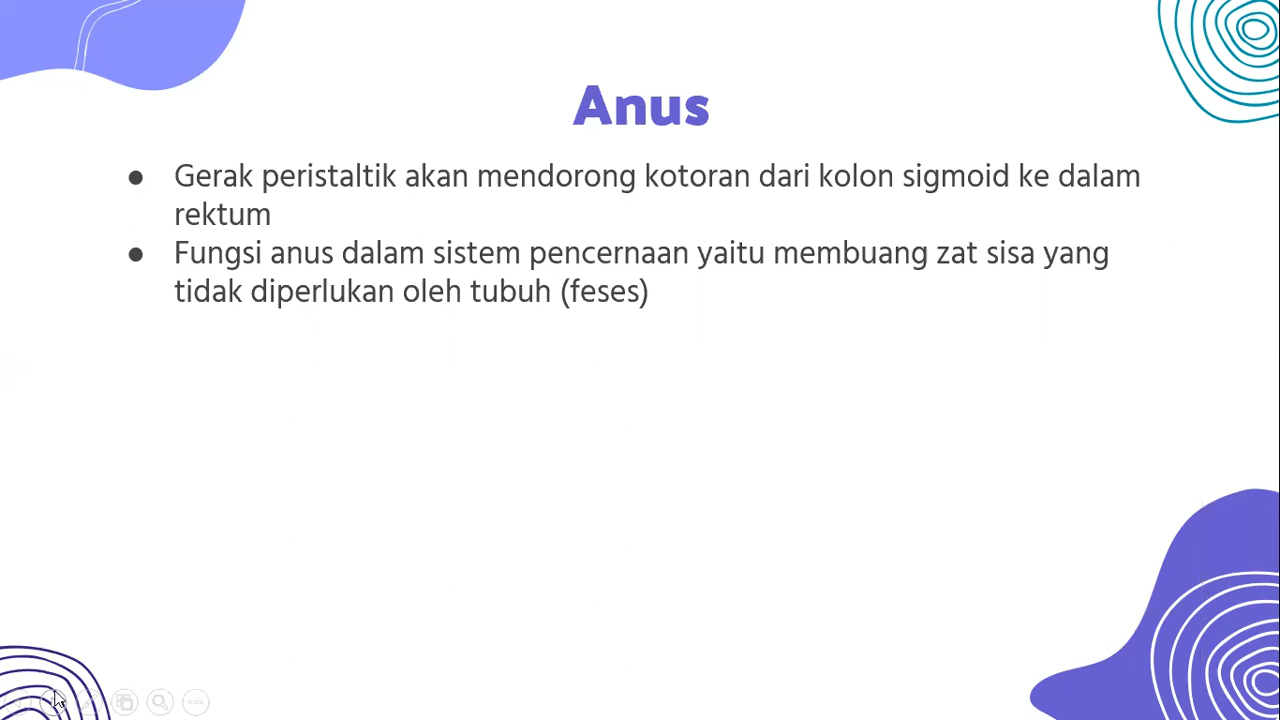 Anus
● Gerak peristaltik akan mendorong kotoran dari kolon sigmoid ke dalam
rektum
● Fungsi anus dalam sistem pencernaan yaitu membuang zat sisa yang
tidak diperlukan oleh tubuh (feses)